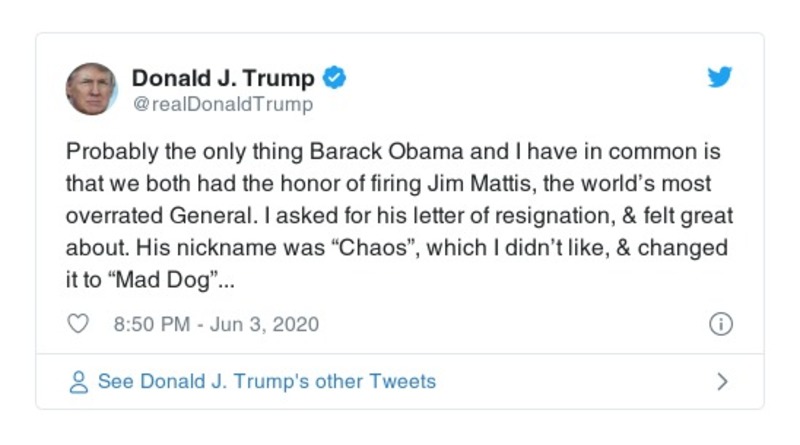 Donald J. Trump
@realDonaldTrump
Probably the only thing Barack Obama and I have in common is
that we both had the honor of firing Jim Mattis, the world’s most
overrated General. I asked for his letter of resignation, & felt great
about. His nickname was “Chaos”, which I didn’t like, & changed
it to “Mad Dog”...
8:50 PM - Jun 3, 2020
See Donald J. Trump's other Tweets